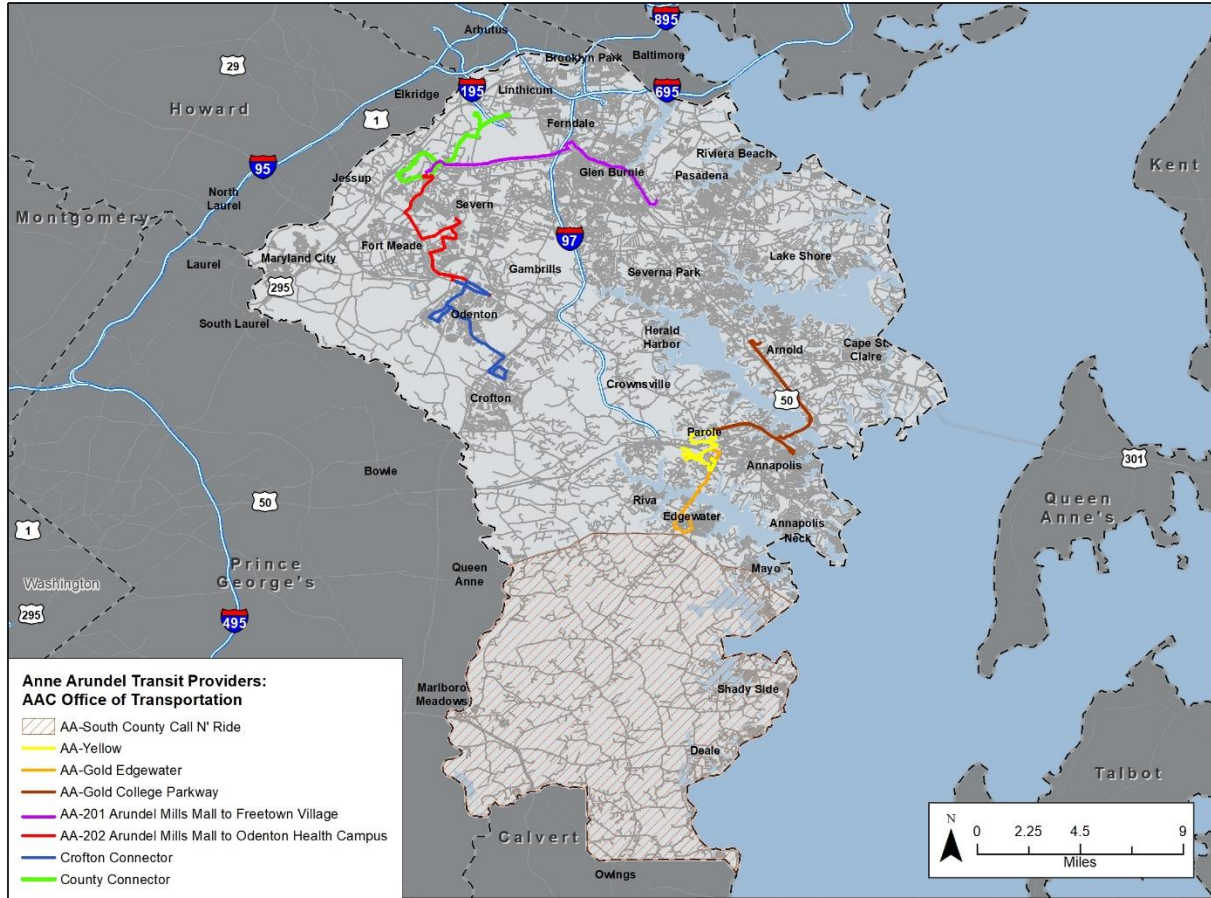 895
Arbutus
Brooklyn Park
Baltimore
29
Elkridge
195
Linthicum
695
Howard
1
Ferndale
95
Riviera Beach
Kent
Jessup
Glen Burnie
Pasadena
North
Laurel
Severn
Montgomery
97
Fort Meade
Laurel
Maryland City
Gambrills
Severna Park
Lake Shore
295
South Laurel
Odenton
Herald
Harbor
Arnold
Cape St.
Claire
Crofton
Crownsville
50
Parole
Bowie
Annapolis
301
50
Riva
Edgewater
Queen
Anne's
1
Annapolis
Neck
Prince
George's
Queen
Anne
Mayo
Washington
295
495
Marlboro
Meadows
Shady Side
Deale
Talbot
Calvert
Owings
Anne Arundel Transit Providers:
AAC Office of Transportation
AA-South County Call N' Ride
AA-Yellow
AA-Gold Edgewater
AA-Gold College Parkway
AA-201 Arundel Mills Mall to Freetown Village
AA-202 Arundel Mills Mall to Odenton Health Campus
Crofton Connector
County Connector
N
0 2.25 4.5 9
Miles